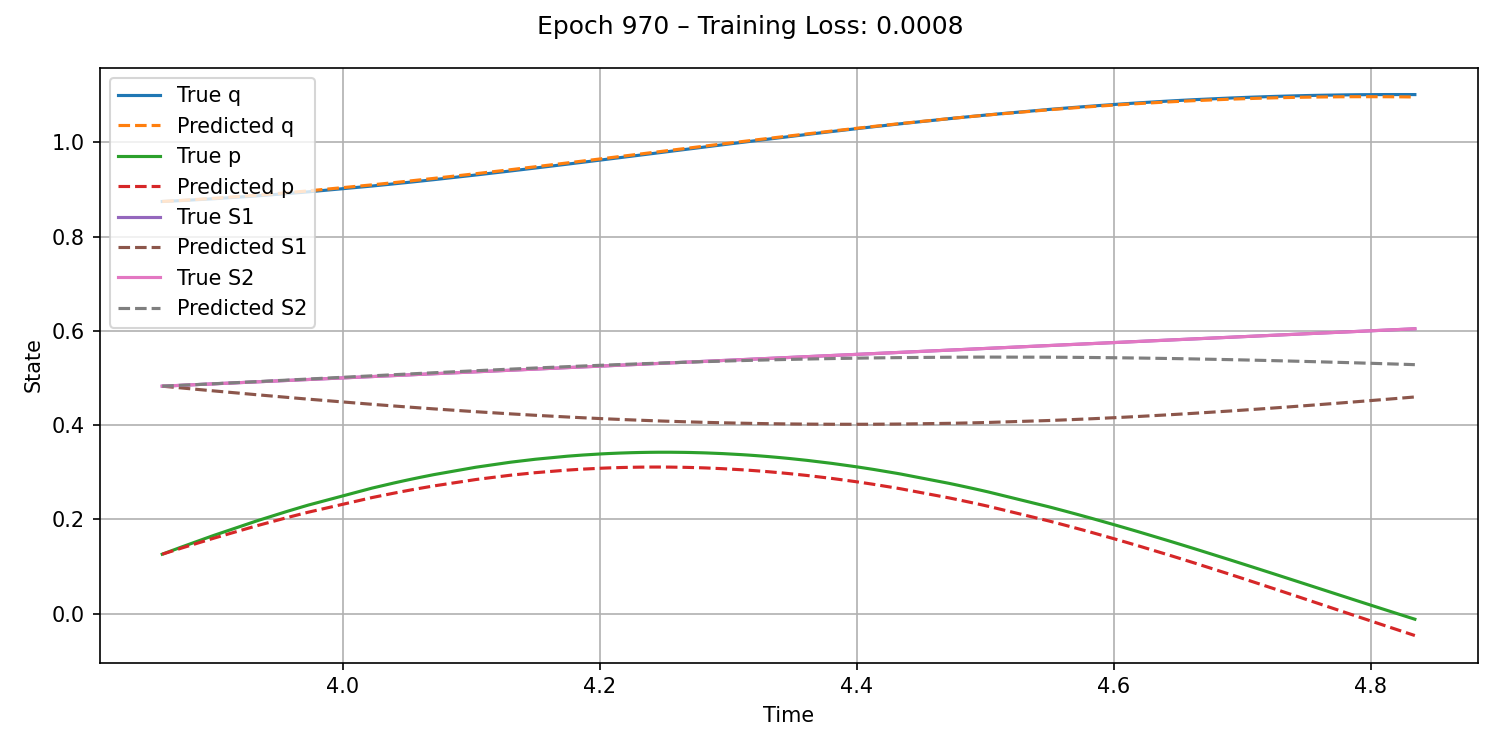 Epoch 970 – Training Loss: 0.0008
True q
Predicted q
True p
Predicted p
True S1
Predicted S1
True S2
Predicted S2
1.0
0.8
0.6
0.4
0.2
0.0
State
4.0 4.2 4.4 4.6 4.8
Time